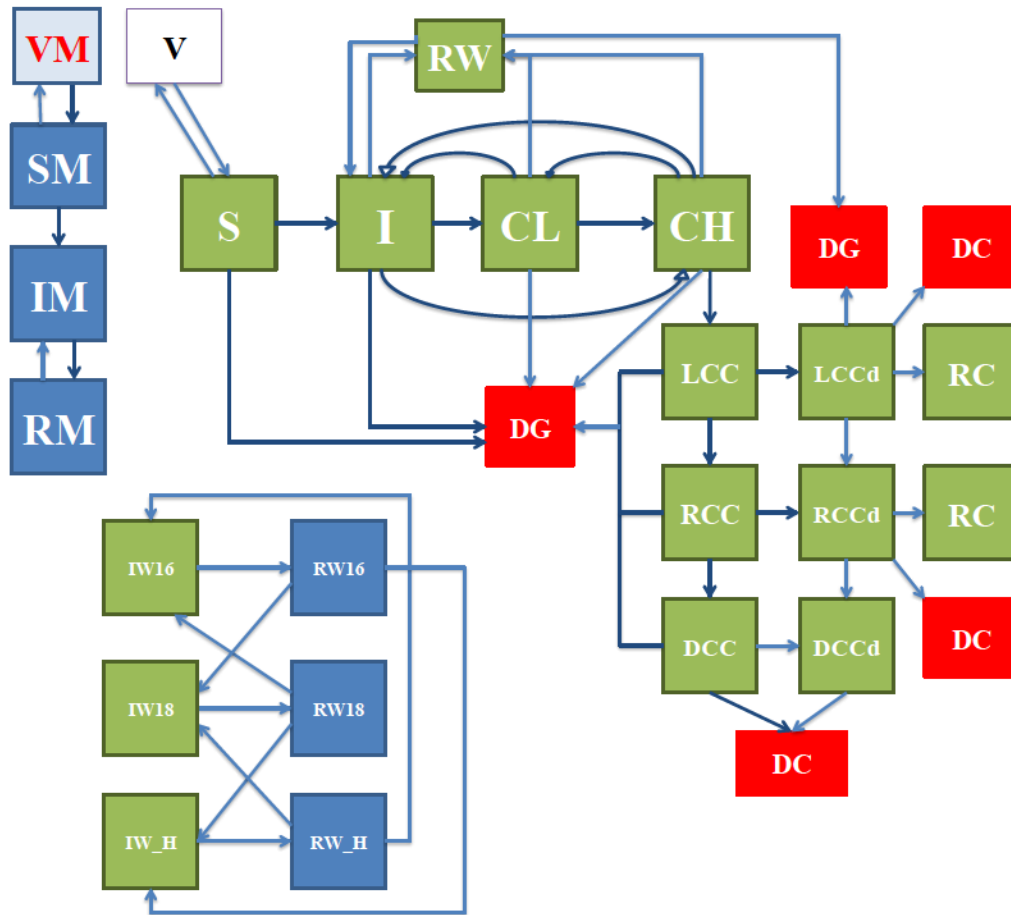 VM
V
RW
SM
S
I
CL
CH
DG
DC
IM
LCC
LCCd
RC
RM
DG
RCC
RCCd
RC
IW16
RW16
DCC
DCCd
DC
IW18
RW18
DC
IW_H
RW_H